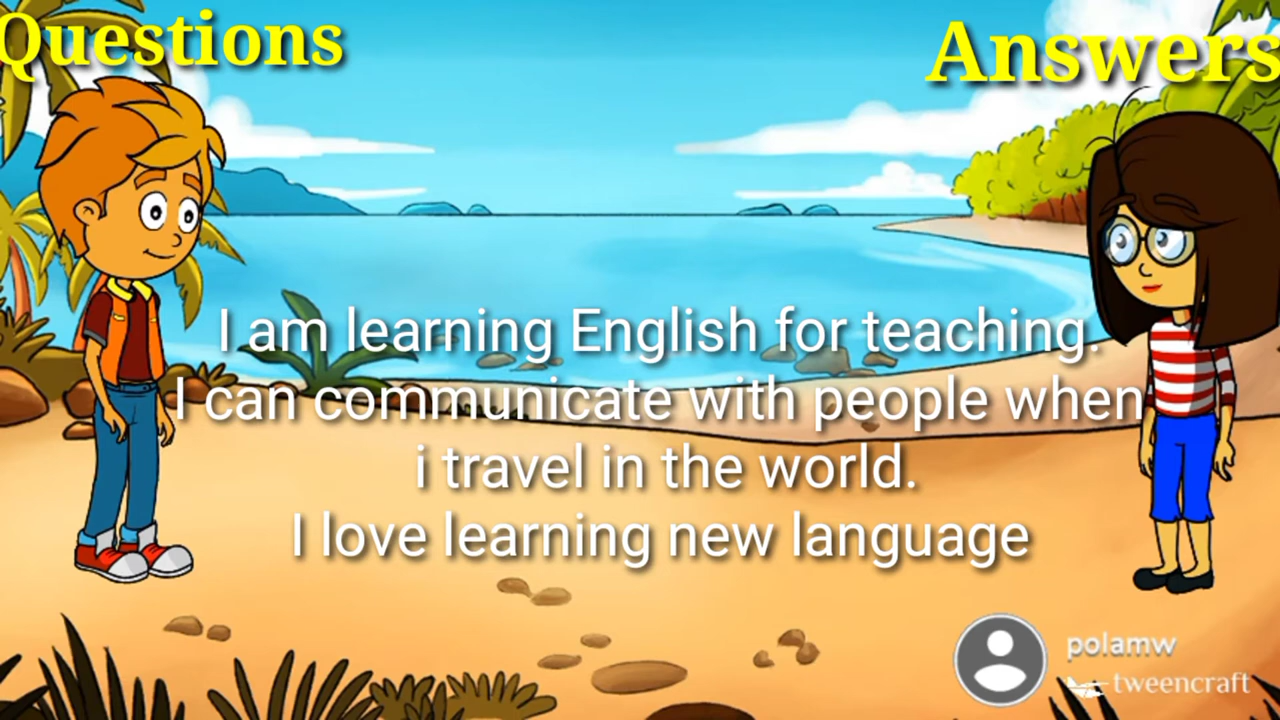 Questions
Answers
I am learning English for teaching.
I can communicate with people when
i travel in the world.
I love learning new language
polamw
tweencraft